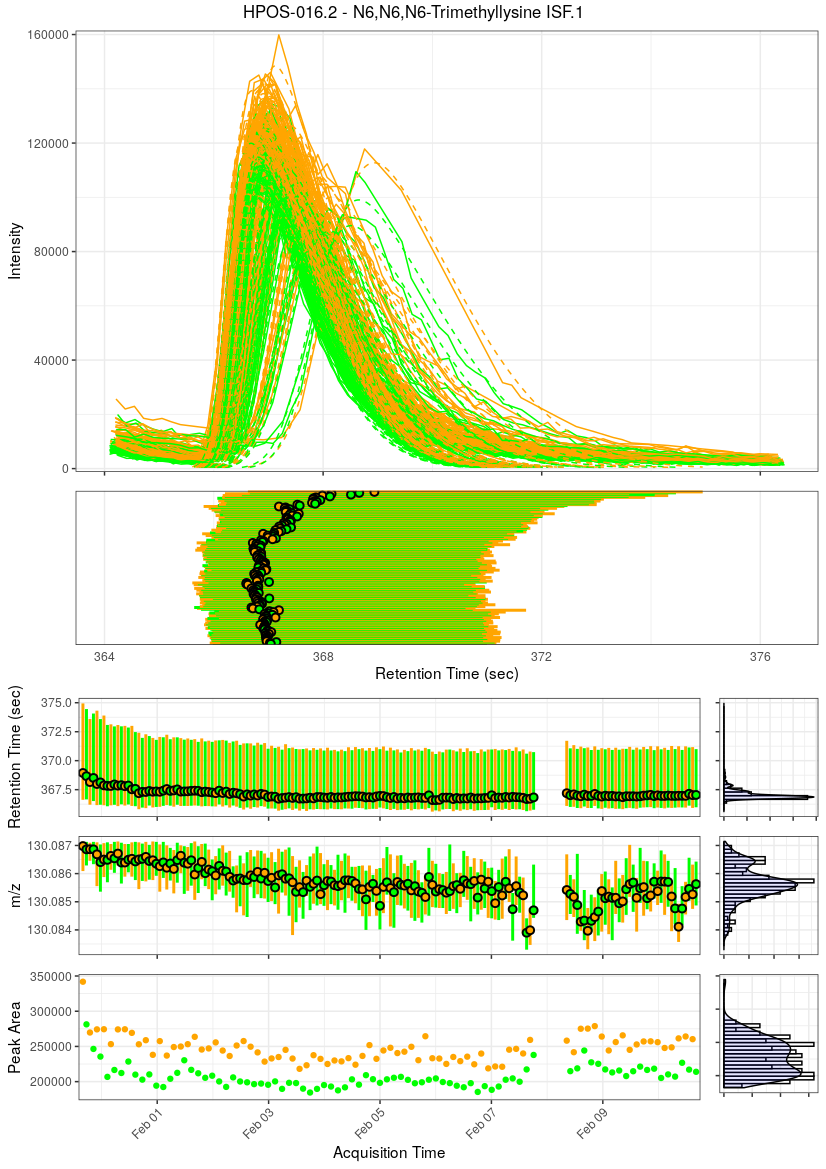 HPOS-016.2 - N6,N6,N6-Trimethyllysine ISF.1
160000
120000
80000
40000
0
Intensity
364
368
372
376
Retention Time (sec)
375.0
372.5
370.0
367.5
Retention Time (sec)
130.087
130.086
130.085
130.084
m/z
350000
300000
250000
200000
Peak Area
Feb 01
Feb 03
Feb 05
Feb 07
Feb 09
Acquisition Time